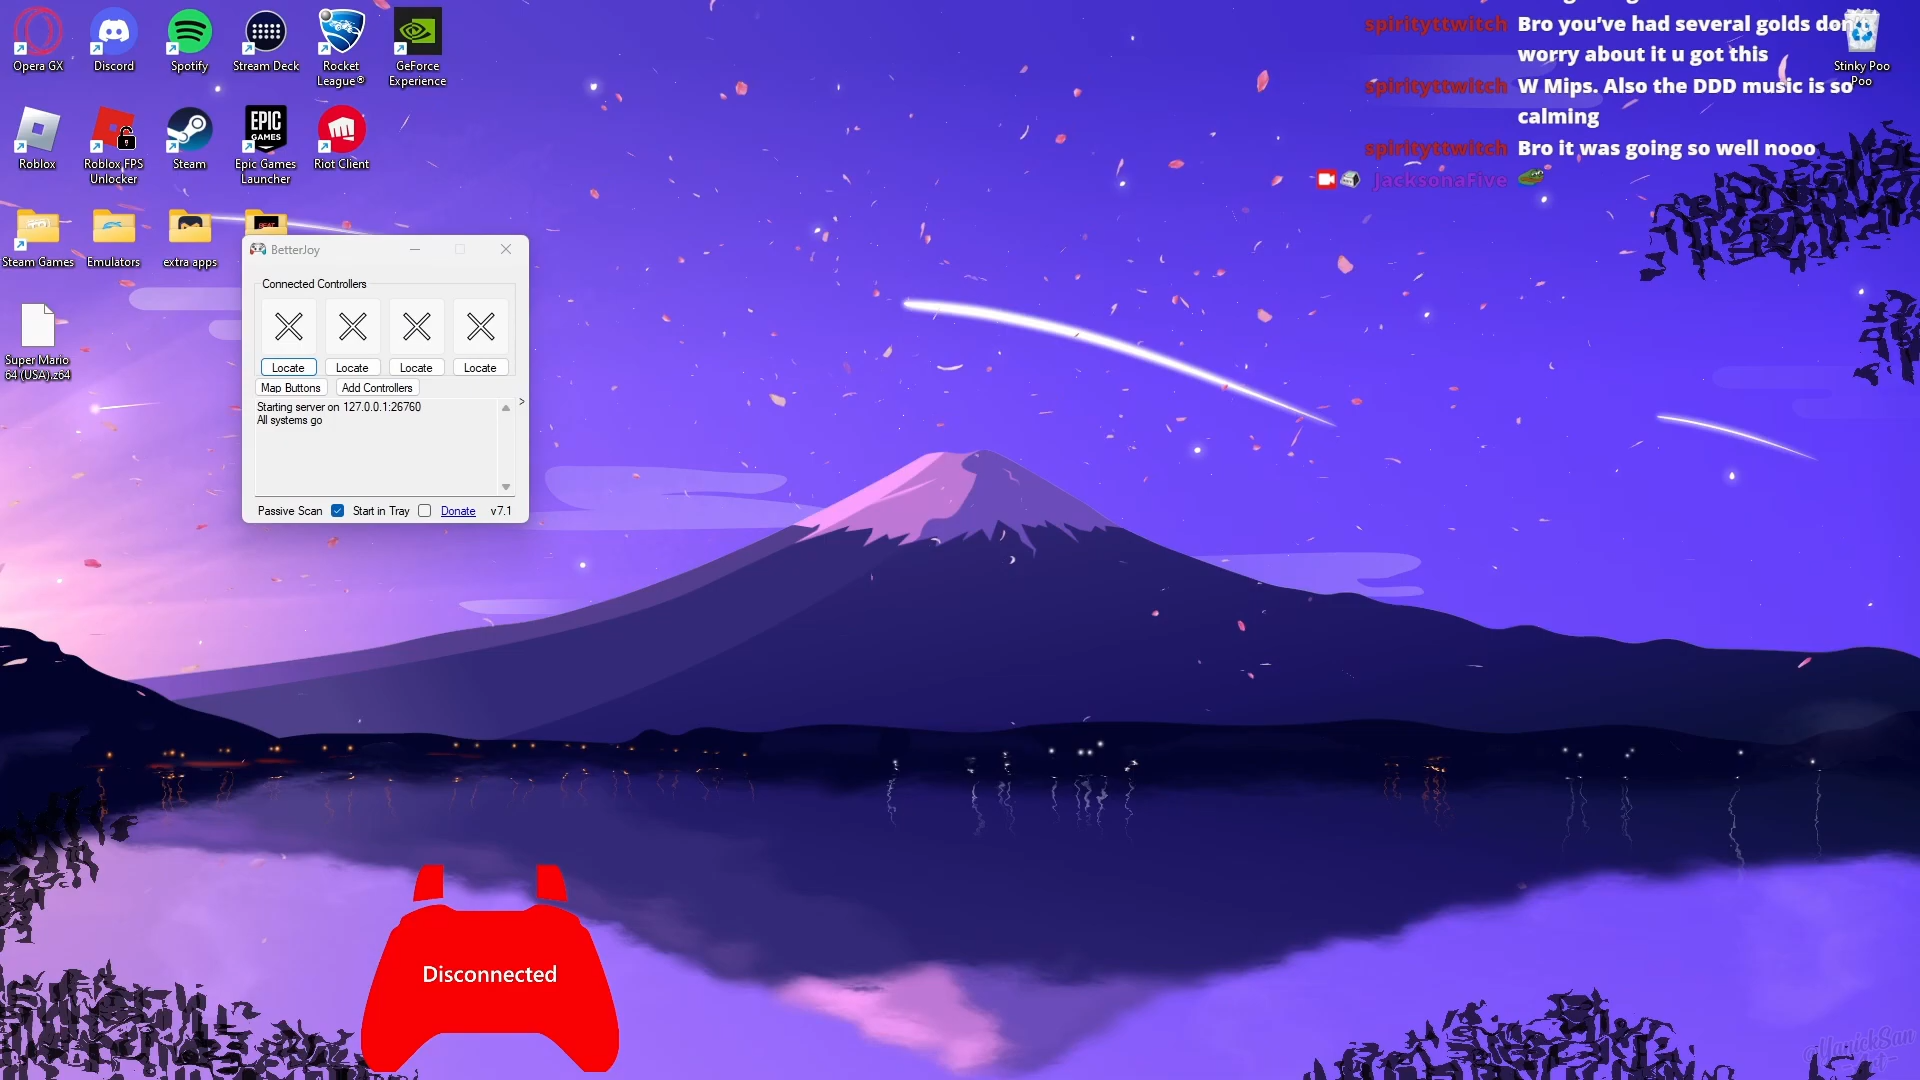 Opera GX
Discord
Spotify
Stream Deck
Rocket
League®
GeForce
Experience
Roblox
Roblox FPS
Unlocker
Steam
EPIC
GAMES
Epic Games
Launcher
Riot Client
Steam Games
Emulators
extra apps
Super Mario
64 (USA).z64
BetterJoy
Connected Controllers
Locate
Locate
Locate
Locate
Map Buttons
Add Controllers
>
Starting server on 127.0.0.1:26760
All systems go
Passive Scan
Start in Tray
Donate
v7.1
Disconnected
spirityttwitch Bro you’ve had several golds don't
worry about it u got this
spirityttwitch W Mips. Also the DDD music is so
calming
spirityttwitch Bro it was going so well nooo
JacksonaFive
Stinky Poo
Poo